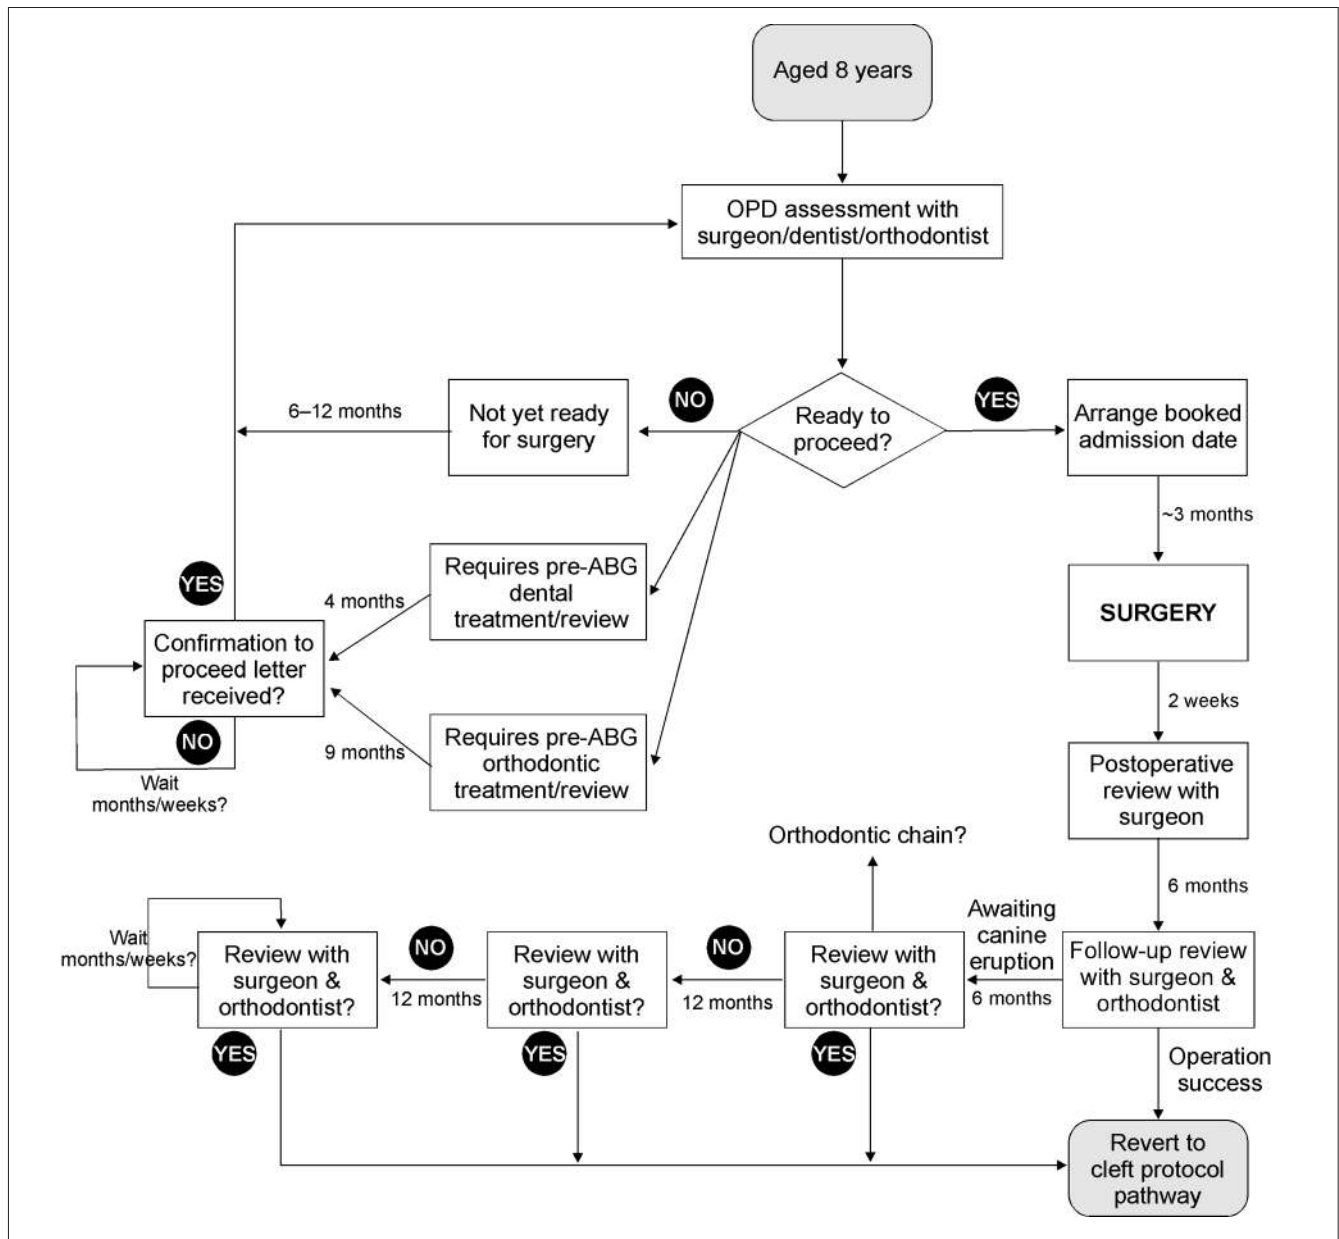 Aged 8 years
OPD assessment with
surgeon/dentist/orthodontist
Ready to
proceed?
NO
YES
Not yet ready
for surgery
6–12 months
Arrange booked
admission date
~3 months
SURGERY
2 weeks
Postoperative
review with
surgeon
6 months
Requires pre-ABG
dental
treatment/review
4 months
Requires pre-ABG
orthodontic
treatment/review
9 months
YES
Confirmation to
proceed letter
received?
NO
Wait
months/weeks?
Follow-up review
with surgeon &
orthodontist
Awaiting
canine
eruption
6 months
Orthodontic chain?
Review with
surgeon &
orthodontist?
NO
12 months
YES
Review with
surgeon &
orthodontist?
NO
12 months
YES
Review with
surgeon &
orthodontist?
Wait
months/weeks?
YES
Operation
success
Revert to
cleft protocol
pathway